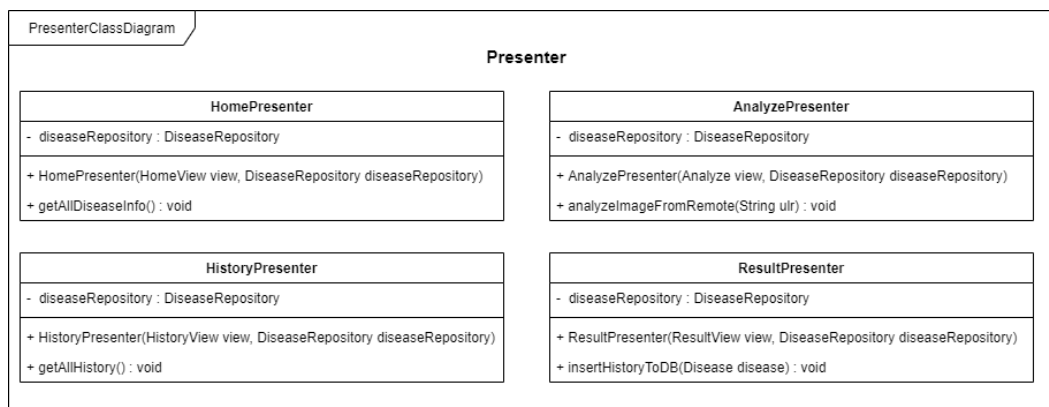 PresenterClassDiagram
Presenter
HomePresenter
- diseaseRepository : DiseaseRepository
+ HomePresenter(HomeView view, DiseaseRepository diseaseRepository)
+ getAllDiseaseInfo() : void
AnalyzePresenter
- diseaseRepository : DiseaseRepository
+ AnalyzePresenter(Analyze view, DiseaseRepository diseaseRepository)
+ analyzeImageFromRemote(String ulr) : void
HistoryPresenter
- diseaseRepository : DiseaseRepository
+ HistoryPresenter(HistoryView view, DiseaseRepository diseaseRepository)
+ getAllHistory() : void
ResultPresenter
- diseaseRepository : DiseaseRepository
+ ResultPresenter(ResultView view, DiseaseRepository diseaseRepository)
+ insertHistoryToDB(Disease disease) : void